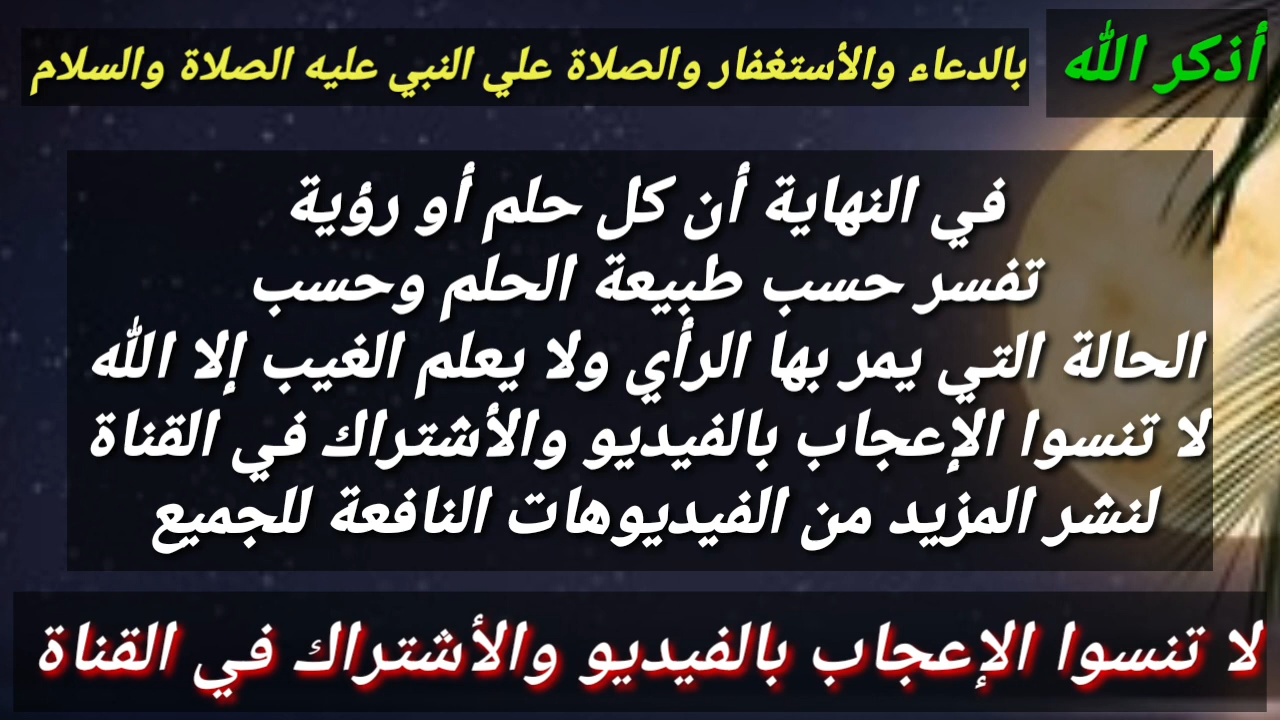 أذكر الله بالدعاء والأستغفار والصلاة علي النبي عليه الصلاة والسلام
في النهاية أن كل حلم أو رؤية
تفسر حسب طبيعة الحلم وحسب
الحالة التي يمر بها الرأي ولا يعلم الغيب إلا الله
لا تنسوا الإعجاب بالفيديو والأشتراك في القناة
لنشر المزيد من الفيديوهات النافعة للجميع
لا تنسوا الإعجاب بالفيديو والأشتراك في القناة